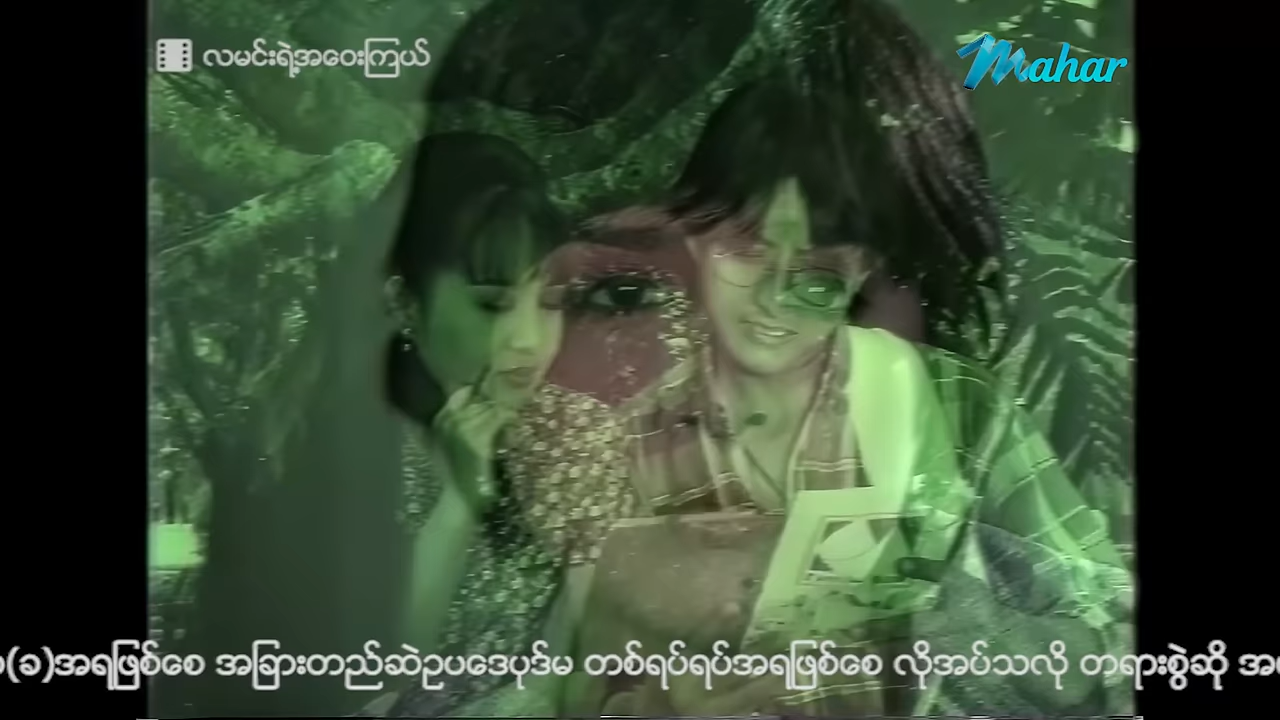 လမင်းရဲ့အဝေးကြယ်
Mahar
(ခ)အရဖြစ်စေ အခြားတည်ဆဲဥပဒေပုဒ်မ တစ်ရပ်ရပ်အရဖြစ်စေ လိုအပ်သလို တရားစွဲဆို